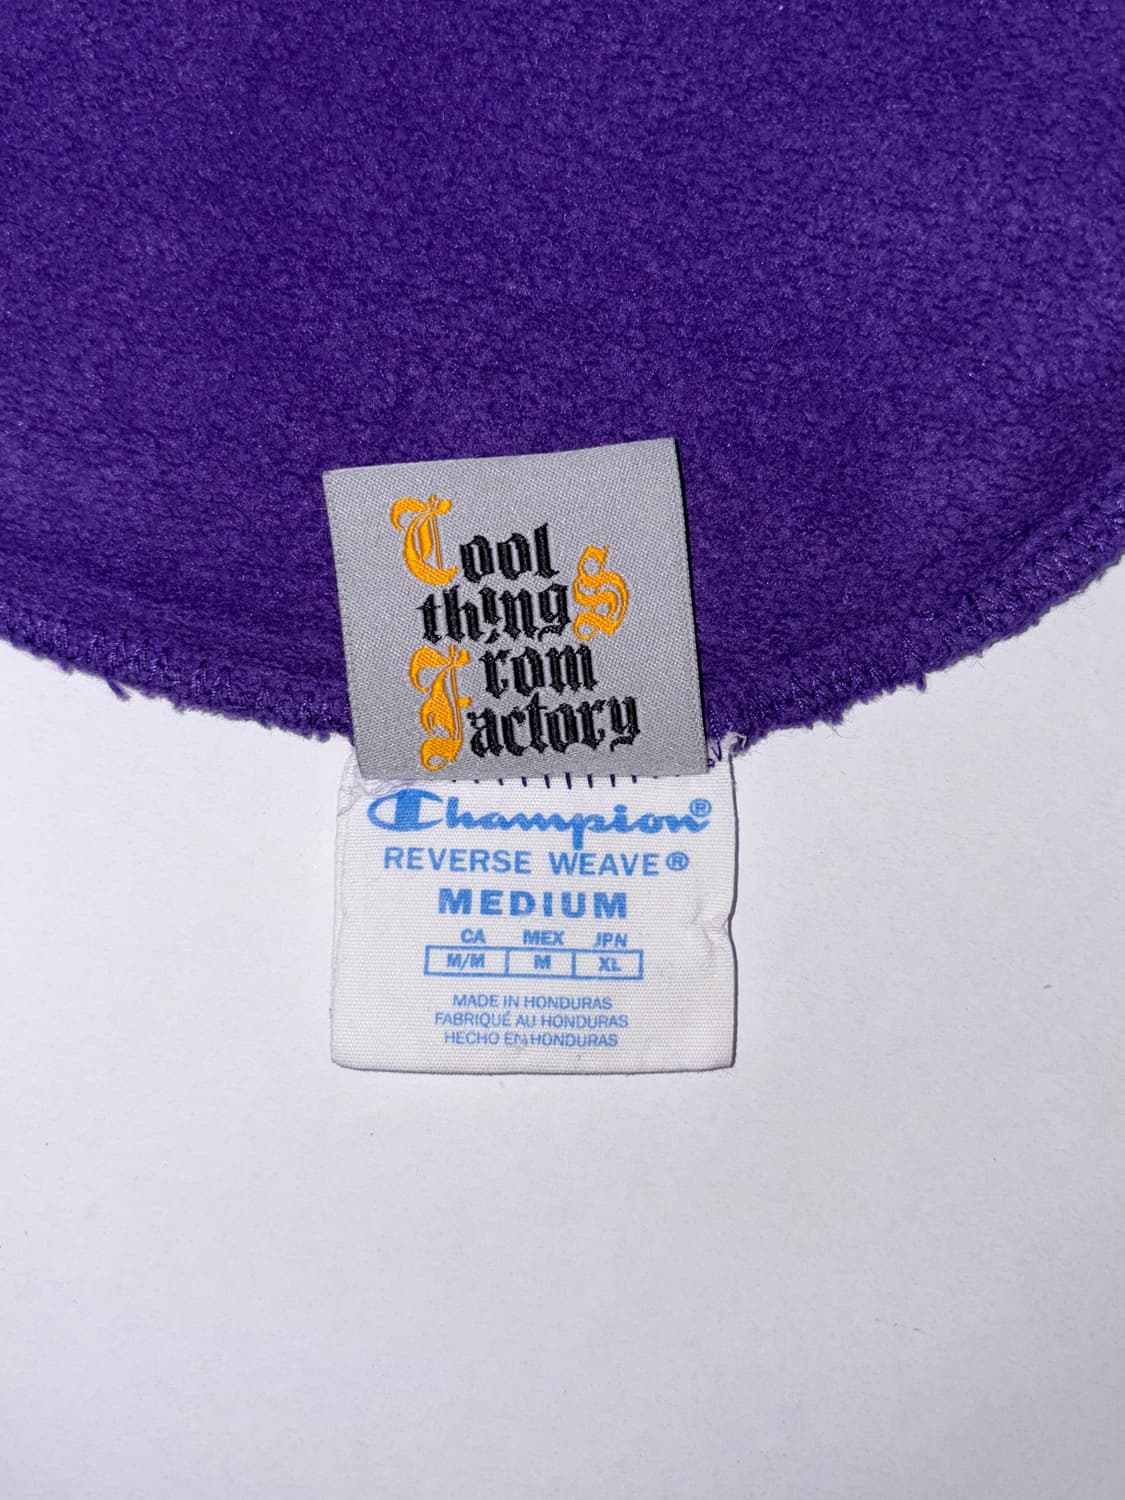 Cool
thingS
From
Factory
Champion®
REVERSE WEAVE®
MEDIUM
CA MEX JPN
M/M M XL
MADE IN HONDURAS
FABRIQUÉ AU HONDURAS
HECHO EN HONDURAS